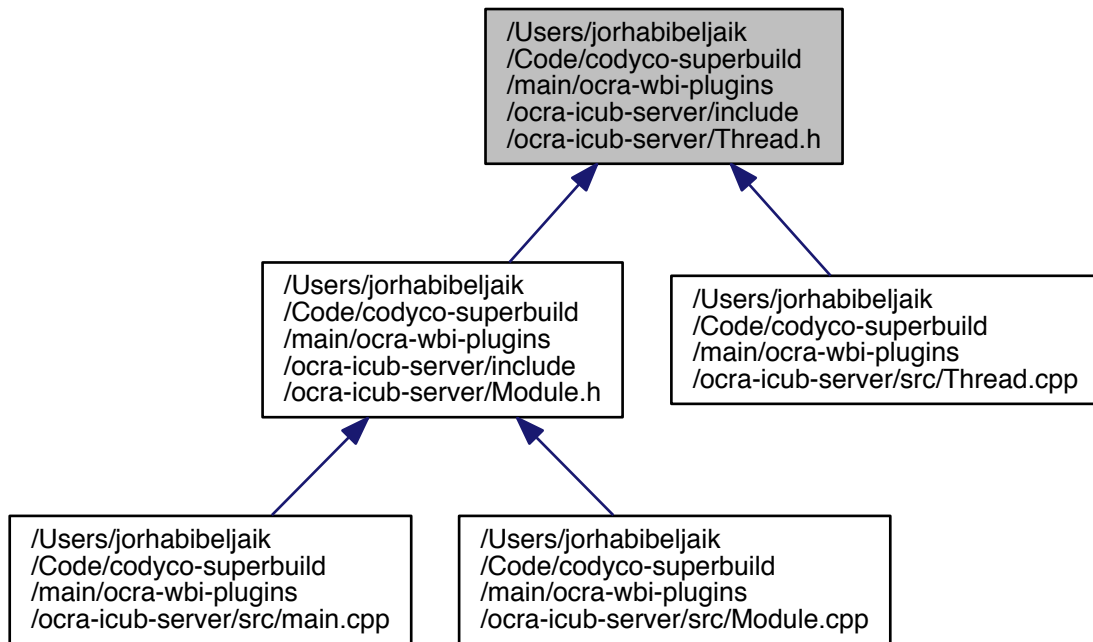 /Users/jorhabibeljaik
/Code/codyco-superbuild
/main/ocra-wbi-plugins
/ocra-icub-server/include
/ocra-icub-server/Thread.h
/Users/jorhabibeljaik
/Code/codyco-superbuild
/main/ocra-wbi-plugins
/ocra-icub-server/include
/ocra-icub-server/Module.h
/Users/jorhabibeljaik
/Code/codyco-superbuild
/main/ocra-wbi-plugins
/ocra-icub-server/src/Thread.cpp
/Users/jorhabibeljaik
/Code/codyco-superbuild
/main/ocra-wbi-plugins
/ocra-icub-server/src/main.cpp
/Users/jorhabibeljaik
/Code/codyco-superbuild
/main/ocra-wbi-plugins
/ocra-icub-server/src/Module.cpp